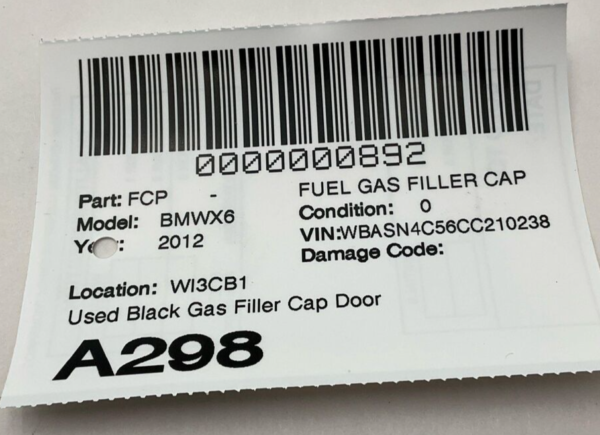 0000000892
Part: FCP - FUEL GAS FILLER CAP
Model: BMWX6 Condition: 0
Year: 2012 VIN:WBASN4C56CC210238
Damage Code:
Location: WI3CB1
Used Black Gas Filler Cap Door
A298